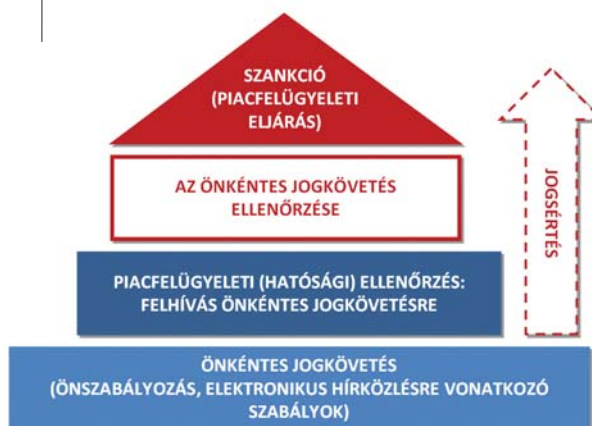 SZANKCIÓ
(PIACFELÜGYELETI
ELJÁRÁS)
AZ ÖNKÉNTES JOGKÖVETÉS
ELLENŐRZÉSE
PIACFELÜGYELETI (HATÓSÁGI) ELLENŐRZÉS:
FELHÍVÁS ÖNKÉNTES JOGKÖVETÉSRE
ÖNKÉNTES JOGKÖVETÉS
(ÖNSZABÁLYOZÁS, ELEKTRONIKUS HÍRKÖZLÉSRE VONATKOZÓ
SZABÁLYOK)
JOGSÉRTÉS